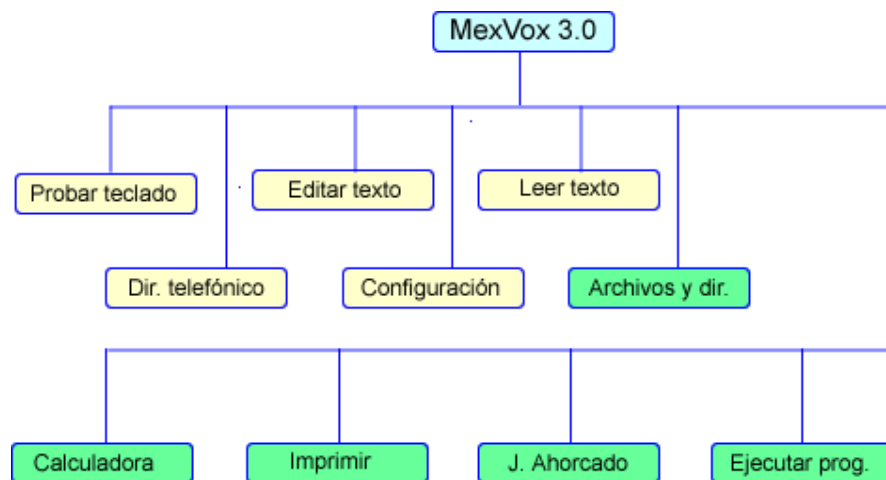 MexVox 3.0
Probar teclado
Editar texto
Leer texto
Dir. telefónico
Configuración
Archivos y dir.
Calculadora
Imprimir
J. Ahorcado
Ejecutar prog.